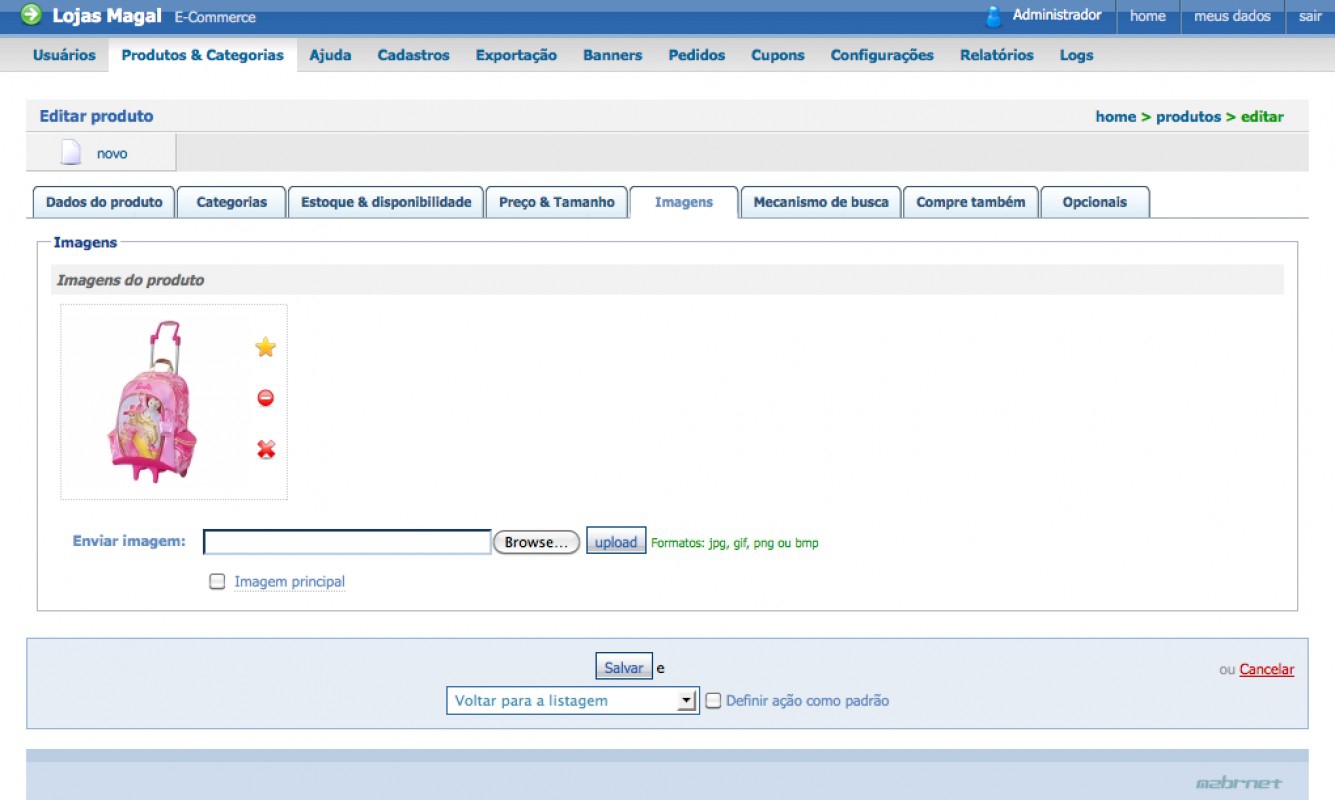 Lojas Magal E-Commerce Administrador home meus dados sair
Usuários Produtos & Categorias Ajuda Cadastros Exportação Banners Pedidos Cupons Configurações Relatórios Logs
Editar produto home > produtos > editar
novo
Dados do produto Categorias Estoque & disponibilidade Preço & Tamanho Imagens Mecanismo de busca Compre também Opcionais
Imagens
Imagens do produto
Enviar imagem: Browse... upload Formatos: jpg, gif, png ou bmp
Imagem principal
Salvar e ou Cancelar
Voltar para a listagem Definir ação como padrão
mabrnet